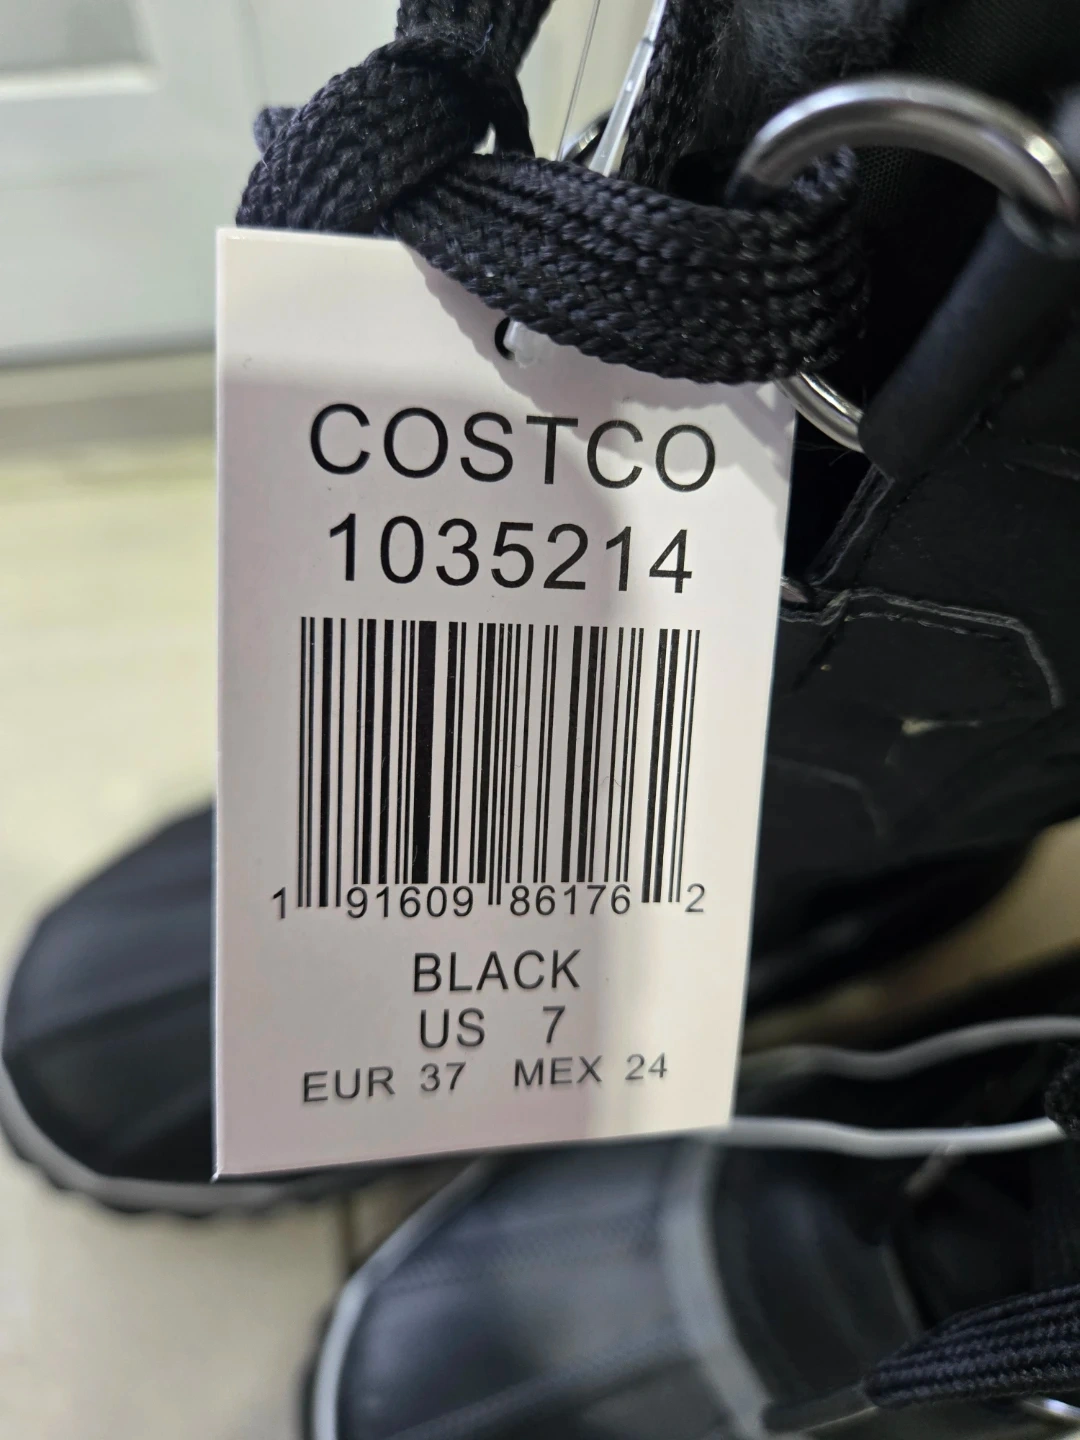 COSTCO
1035214
1 91609 86176 2
BLACK
US 7
EUR 37 MEX 24